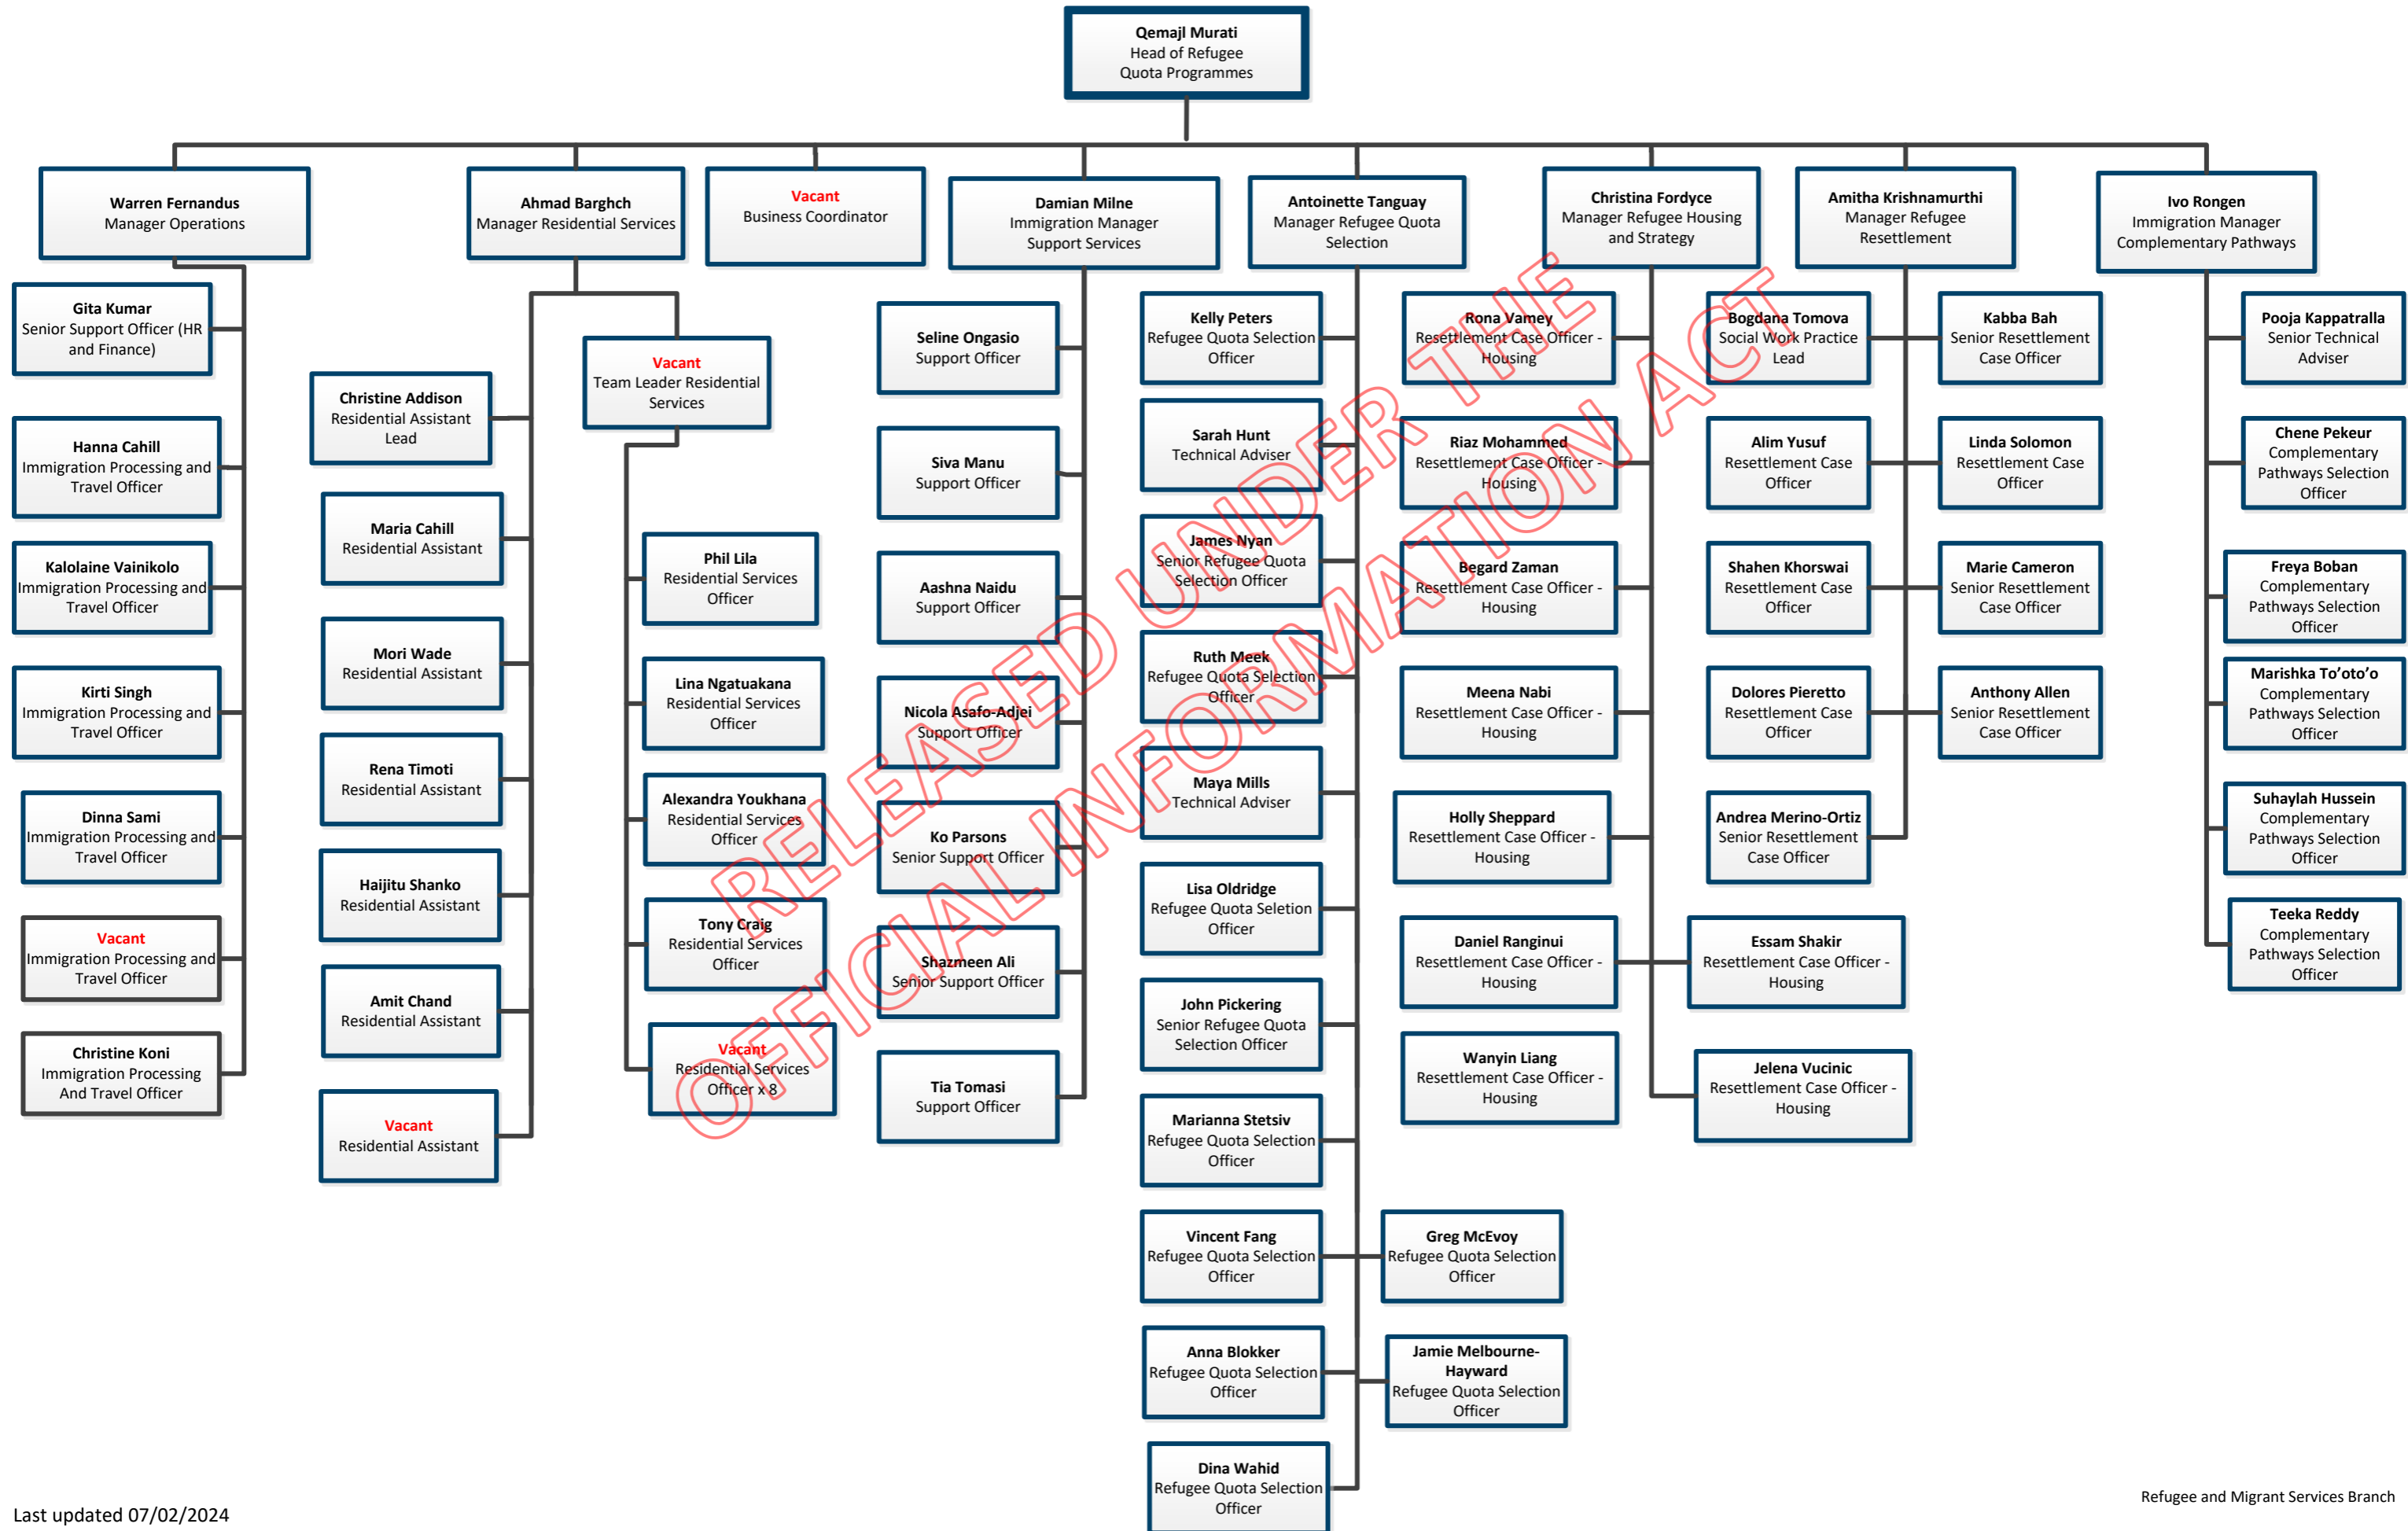 Qemajl Murati
Head of Refugee
Quota Programmes
Warren Fernandus
Manager Operations
Ahmad Barghch
Manager Residential Services
Vacant
Business Coordinator
Damian Milne
Immigration Manager
Support Services
Antoinette Tanguay
Manager Refugee Quota
Selection
Christina Fordyce
Manager Refugee Housing
and Strategy
Amitha Krishnamurthi
Manager Refugee
Resettlement
Ivo Rongen
Immigration Manager
Complementary Pathways
Gita Kumar
Senior Support Officer (HR
and Finance)
Hanna Cahill
Immigration Processing and
Travel Officer
Kalolaine Vainikolo
Immigration Processing and
Travel Officer
Kirti Singh
Immigration Processing and
Travel Officer
Dinna Sami
Immigration Processing and
Travel Officer
Vacant
Immigration Processing and
Travel Officer
Christine Koni
Immigration Processing
And Travel Officer
Christine Addison
Residential Assistant
Lead
Maria Cahill
Residential Assistant
Mori Wade
Residential Assistant
Rena Timoti
Residential Assistant
Haijitu Shanko
Residential Assistant
Amit Chand
Residential Assistant
Vacant
Residential Assistant
Vacant
Team Leader Residential
Services
Phil Lila
Residential Services
Officer
Lina Ngatuakana
Residential Services
Officer
Alexandra Youkhana
Residential Services
Officer
Tony Craig
Residential Services
Officer
Vacant
Residential Services
Officer x 8
Seline Ongasio
Support Officer
Siva Manu
Support Officer
Aashna Naidu
Support Officer
Nicola Asafo-Adjei
Support Officer
Ko Parsons
Senior Support Officer
Shazmeen Ali
Senior Support Officer
Tia Tomasi
Support Officer
Kelly Peters
Refugee Quota Selection
Officer
Sarah Hunt
Technical Adviser
James Nyan
Senior Refugee Quota
Selection Officer
Ruth Meek
Refugee Quota Selection
Officer
Maya Mills
Technical Adviser
Lisa Oldridge
Refugee Quota Seletion
Officer
John Pickering
Senior Refugee Quota
Selection Officer
Marianna Stetsiv
Refugee Quota Selection
Officer
Vincent Fang
Refugee Quota Selection
Officer
Greg McEvoy
Refugee Quota Selection
Officer
Anna Blokker
Refugee Quota Selection
Officer
Jamie Melbourne-
Hayward
Refugee Quota Selection
Officer
Dina Wahid
Refugee Quota Selection
Officer
Rona Vamey
Resettlement Case Officer -
Housing
Riaz Mohammed
Resettlement Case Officer -
Housing
Begard Zaman
Resettlement Case Officer -
Housing
Meena Nabi
Resettlement Case Officer -
Housing
Holly Sheppard
Resettlement Case Officer -
Housing
Daniel Ranginui
Resettlement Case Officer -
Housing
Essam Shakir
Resettlement Case Officer -
Housing
Wanyin Liang
Resettlement Case Officer -
Housing
Jelena Vucinic
Resettlement Case Officer -
Housing
Bogdana Tomova
Social Work Practice
Lead
Kabba Bah
Senior Resettlement
Case Officer
Alim Yusuf
Resettlement Case
Officer
Linda Solomon
Resettlement Case
Officer
Shahen Khorswai
Resettlement Case
Officer
Marie Cameron
Senior Resettlement
Case Officer
Dolores Pieretto
Resettlement Case
Officer
Anthony Allen
Senior Resettlement
Case Officer
Andrea Merino-Ortiz
Senior Resettlement
Case Officer
Pooja Kappatralla
Senior Technical
Adviser
Chene Pekeur
Complementary
Pathways Selection
Officer
Freya Boban
Complementary
Pathways Selection
Officer
Marishka To’oto’o
Complementary
Pathways Selection
Officer
Suhaylah Hussein
Complementary
Pathways Selection
Officer
Teeka Reddy
Complementary
Pathways Selection
Officer
RELEASED UNDER THE
OFFICIAL INFORMATION ACT
Last updated 07/02/2024
Refugee and Migrant Services Branch